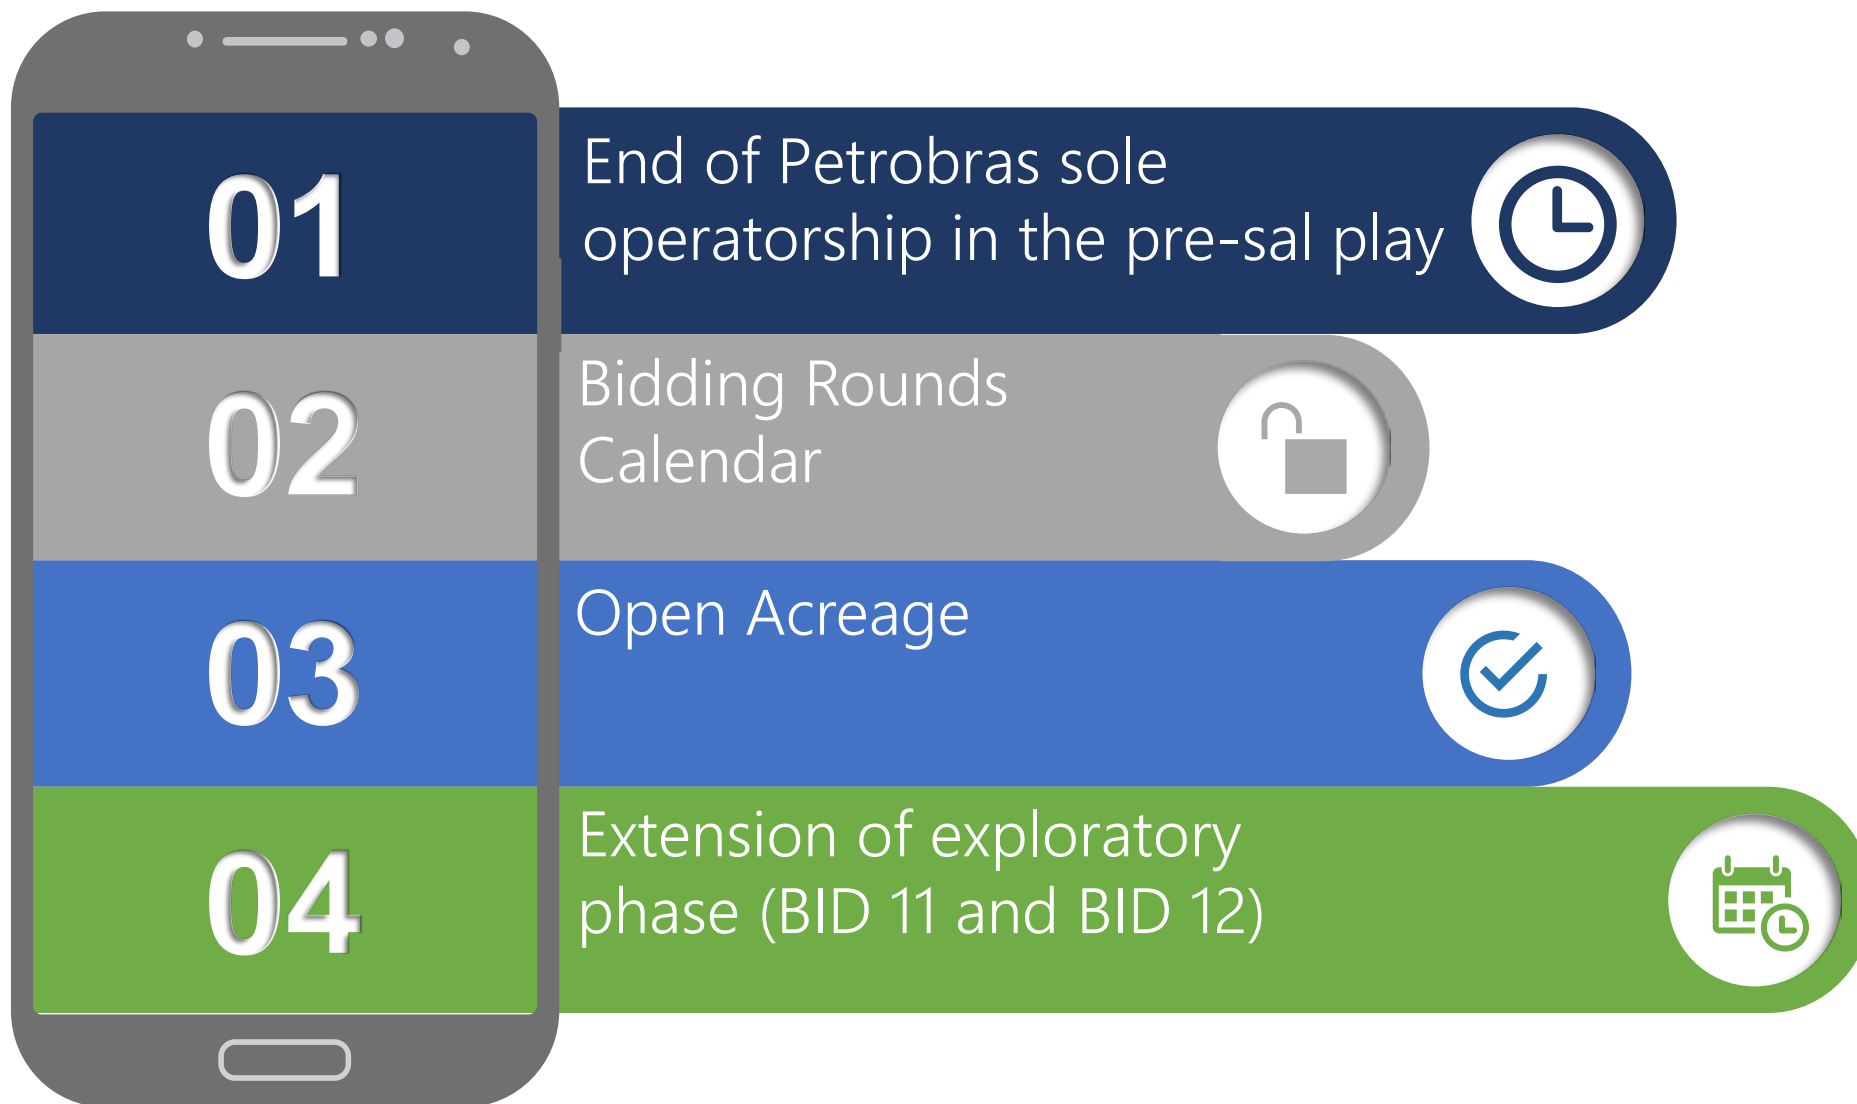 01
End of Petrobras sole
operatorship in the pre-sal play
02
Bidding Rounds
Calendar
03
Open Acreage
04
Extension of exploratory
phase (BID 11 and BID 12)